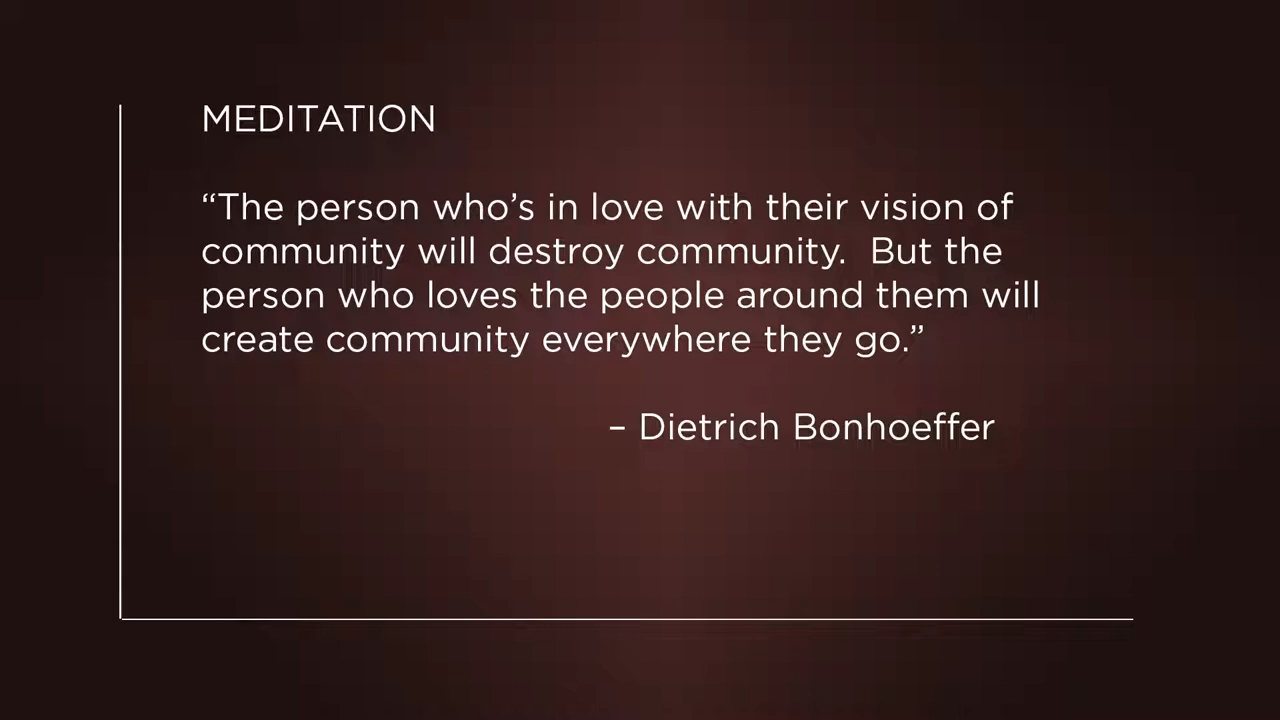 MEDITATION
“The person who’s in love with their vision of
community will destroy community.  But the
person who loves the people around them will
create community everywhere they go.”
– Dietrich Bonhoeffer